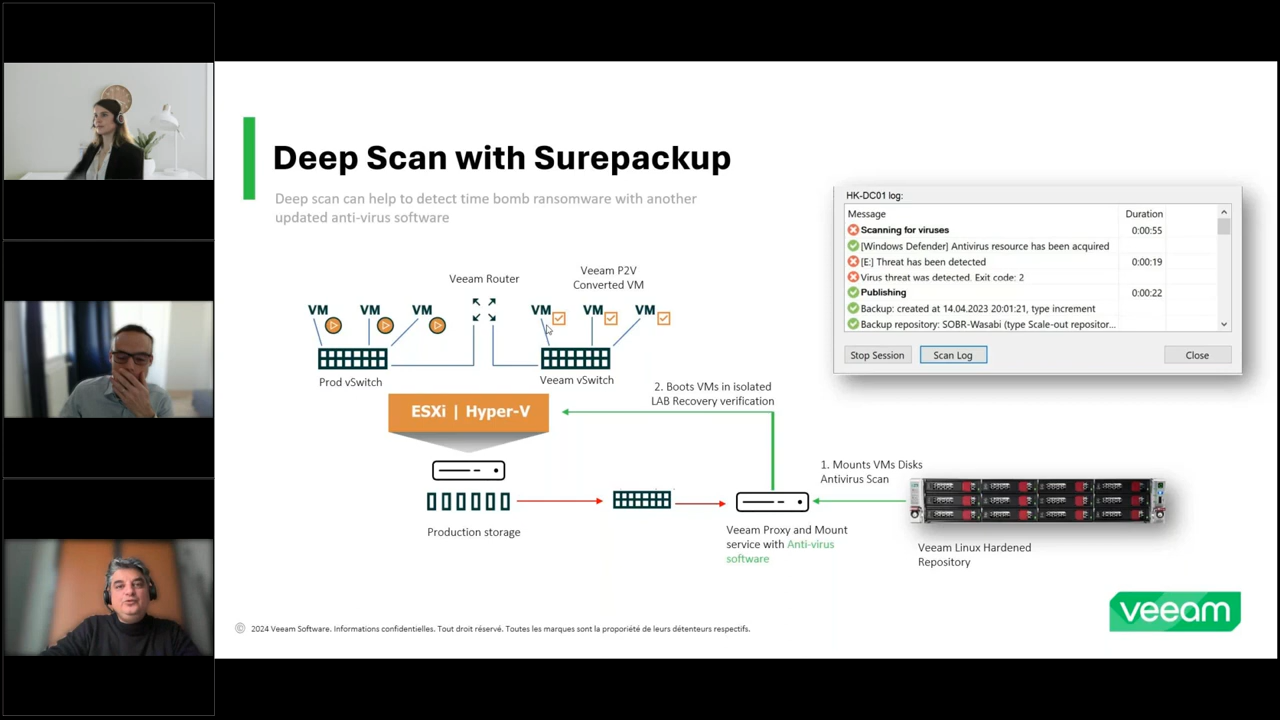 Deep Scan with Surepackup
Deep scan can help to detect time bomb ransomware with another
updated anti-virus software
HK-DC01 log:
Message
Duration
Scanning for viruses
0:00:55
[Windows Defender] Antivirus resource has been acquired
[E:] Threat has been detected
0:00:19
Virus threat was detected. Exit code: 2
Publishing
0:00:22
Backup: created at 14.04.2023 20:01:21, type increment
Backup repository: SOBR-Wasabi (type Scale-out repositor...
Stop Session
Scan Log
Close
Veeam Router
Veeam P2V
Converted VM
VM
VM
VM
VM
VM
VM
Prod vSwitch
Veeam vSwitch
2. Boots VMs in isolated
LAB Recovery verification
ESXi | Hyper-V
1. Mounts VMs Disks
Antivirus Scan
Production storage
Veeam Proxy and Mount
service with Anti-virus
software
Veeam Linux Hardened
Repository
veeAM
© 2024 Veeam Software. Informations confidentielles. Tout droit réservé. Toutes les marques sont la propriété de leurs détenteurs respectifs.